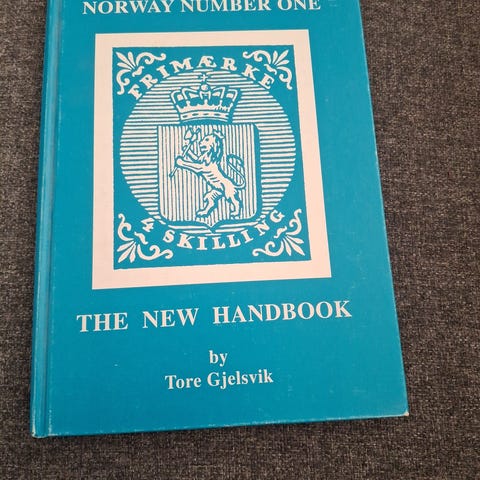 NORWAY NUMBER ONE
FRIMÆRKE
4 SKILLING
THE NEW HANDBOOK
by
Tore Gjelsvik